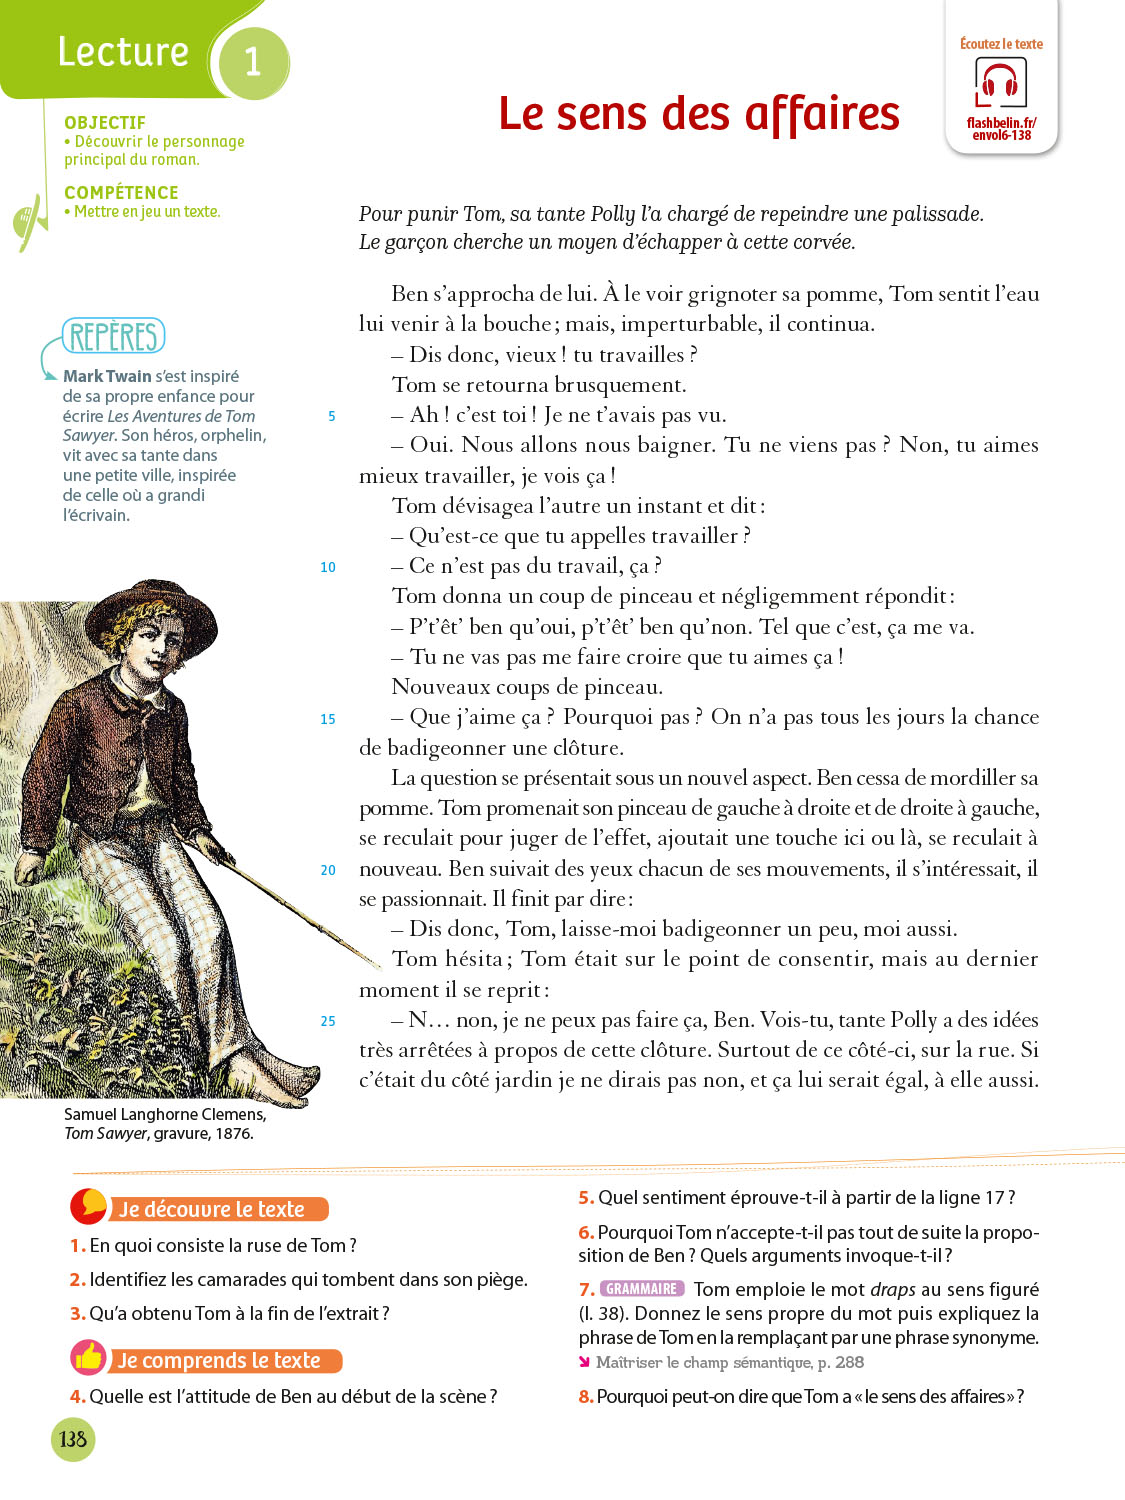 Lecture 1
Écoutez le texte
flashbelin.fr/
envol6-138
Le sens des affaires
OBJECTIF
• Découvrir le personnage
principal du roman.
COMPÉTENCE
• Mettre en jeu un texte.
Pour punir Tom, sa tante Polly l’a chargé de repeindre une palissade.
Le garçon cherche un moyen d’échapper à cette corvée.
REPÈRES
Mark Twain s’est inspiré
de sa propre enfance pour
écrire Les Aventures de Tom
Sawyer. Son héros, orphelin,
vit avec sa tante dans
une petite ville, inspirée
de celle où a grandi
l’écrivain.
Ben s’approcha de lui. À le voir grignoter sa pomme, Tom sentit l’eau
lui venir à la bouche ; mais, imperturbable, il continua.
– Dis donc, vieux ! tu travailles ?
Tom se retourna brusquement.
5 – Ah ! c’est toi ! Je ne t’avais pas vu.
– Oui. Nous allons nous baigner. Tu ne viens pas ? Non, tu aimes
mieux travailler, je vois ça !
Tom dévisagea l’autre un instant et dit :
– Qu’est-ce que tu appelles travailler ?
10 – Ce n’est pas du travail, ça ?
Tom donna un coup de pinceau et négligemment répondit :
– P’t’êt’ ben qu’oui, p’t’êt’ ben qu’non. Tel que c’est, ça me va.
– Tu ne vas pas me faire croire que tu aimes ça !
Nouveaux coups de pinceau.
15 – Que j’aime ça ? Pourquoi pas ? On n’a pas tous les jours la chance
de badigeonner une clôture.
La question se présentait sous un nouvel aspect. Ben cessa de mordiller sa
pomme. Tom promenait son pinceau de gauche à droite et de droite à gauche,
se reculait pour juger de l’effet, ajoutait une touche ici ou là, se reculait à
20 nouveau. Ben suivait des yeux chacun de ses mouvements, il s’intéressait, il
se passionnait. Il finit par dire :
– Dis donc, Tom, laisse-moi badigeonner un peu, moi aussi.
Tom hésita ; Tom était sur le point de consentir, mais au dernier
moment il se reprit :
25 – N… non, je ne peux pas faire ça, Ben. Vois-tu, tante Polly a des idées
très arrêtées à propos de cette clôture. Surtout de ce côté-ci, sur la rue. Si
c’était du côté jardin je ne dirais pas non, et ça lui serait égal, à elle aussi.
Samuel Langhorne Clemens,
Tom Sawyer, gravure, 1876.
Je découvre le texte
1. En quoi consiste la ruse de Tom ?
2. Identifiez les camarades qui tombent dans son piège.
3. Qu’a obtenu Tom à la fin de l’extrait ?
Je comprends le texte
4. Quelle est l’attitude de Ben au début de la scène ?
5. Quel sentiment éprouve-t-il à partir de la ligne 17 ?
6. Pourquoi Tom n’accepte-t-il pas tout de suite la propo-
sition de Ben ? Quels arguments invoque-t-il ?
7. GRAMMAIRE Tom emploie le mot draps au sens figuré
(l. 38). Donnez le sens propre du mot puis expliquez la
phrase de Tom en la remplaçant par une phrase synonyme.
Maîtriser le champ sémantique, p. 288
8. Pourquoi peut-on dire que Tom a « le sens des affaires » ?
138